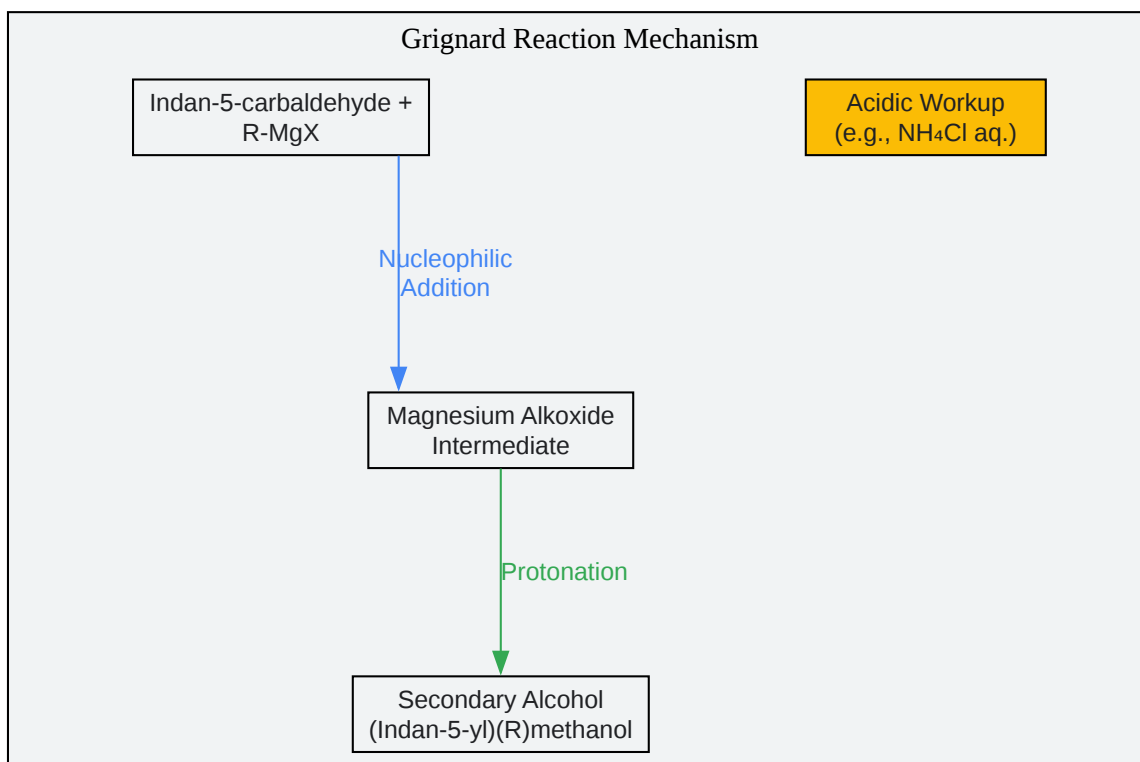 Grignard Reaction Mechanism
Indan-5-carbaldehyde +
R-MgX
Acidic Workup
(e.g., NH₄Cl aq.)
Nucleophilic
Addition
Magnesium Alkoxide
Intermediate
Protonation
Secondary Alcohol
(Indan-5-yl)(R)methanol